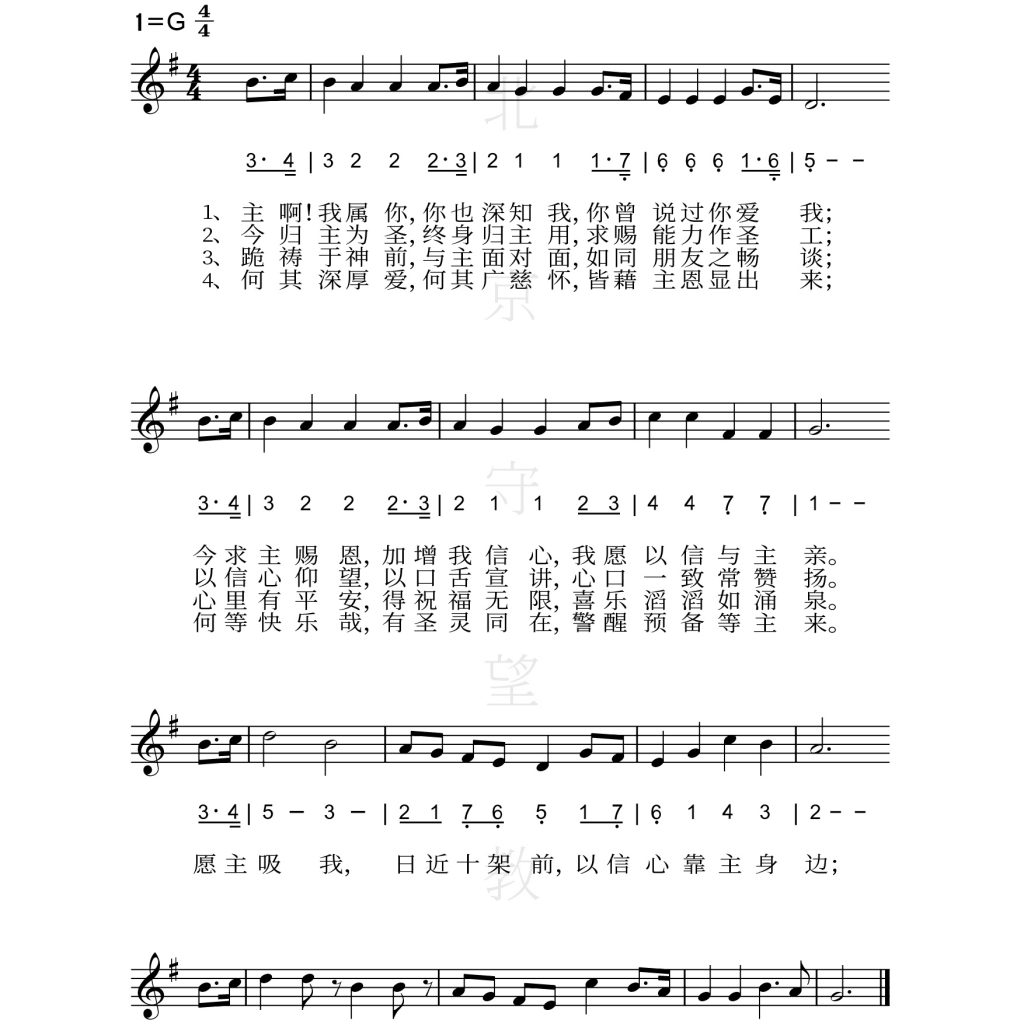 1=G 4/4
3· 4 | 3 2 2 2· 3 | 2 1 1 1· 7 | 6 6 6 1· 6 | 5 – –
1、主啊!我属你,你也深知我,你曾说过你爱我;
2、今归主为圣,终身归主用,求赐能力作圣工;
3、跪祷于神前,与主面对面,如同朋友之畅谈;
4、何其深厚爱,何其广慈怀,皆藉主恩显出来;
3· 4 | 3 2 2 2· 3 | 2 1 1 2 3 | 4 4 7 7 | 1 – –
今求主赐恩,加增我信心,我愿以信与主亲。
以信心仰望,以口舌宣讲,心口一致常赞扬。
心里有平安,得祝福无限,喜乐滔滔如涌泉。
何等快乐哉,有圣灵同在,警醒预备等主来。
3· 4 | 5 – 3 – | 2 1 7 6 5 1 7 | 6 1 4 3 | 2 – –
愿主吸我,日近十架前,以信心靠主身边;
北京守望教